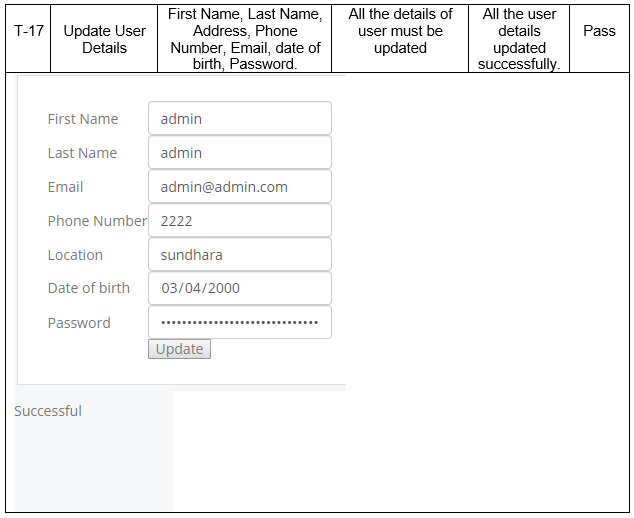 T-17
Update User
Details
First Name, Last Name,
Address, Phone
Number, Email, date of
birth, Password.
All the details of
user must be
updated
All the user
details
updated
successfully.
Pass
First Name
admin
Last Name
admin
Email
admin@admin.com
Phone Number
2222
Location
sundhara
Date of birth
03/04/2000
Password
••••••••••••••••••••••••••••••
Update
Successful